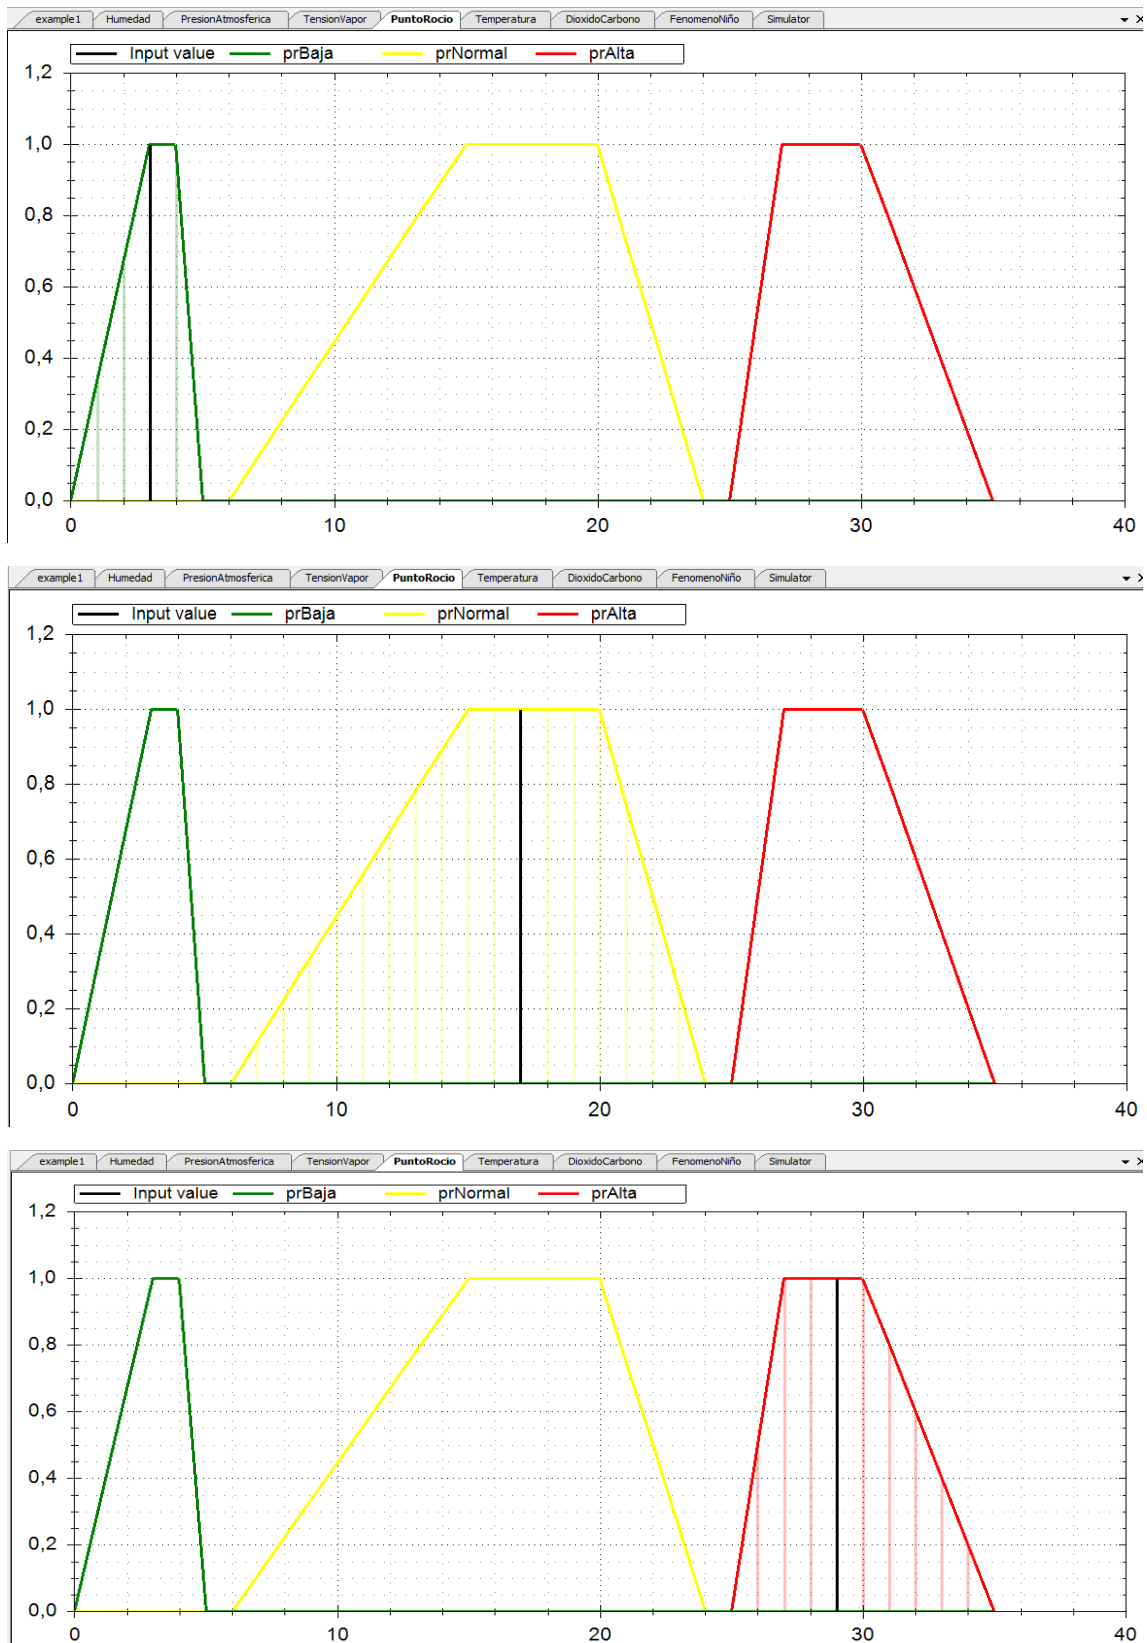 example1 Humedad PresionAtmosferica TensionVapor PuntoRocio Temperatura DioxidoCarbono FenomenoNiño Simulator
Input value prBaja prNormal prAlta
1,2
1,0
0,8
0,6
0,4
0,2
0,0
0 10 20 30 40
example1 Humedad PresionAtmosferica TensionVapor PuntoRocio Temperatura DioxidoCarbono FenomenoNiño Simulator
Input value prBaja prNormal prAlta
1,2
1,0
0,8
0,6
0,4
0,2
0,0
0 10 20 30 40
example1 Humedad PresionAtmosferica TensionVapor PuntoRocio Temperatura DioxidoCarbono FenomenoNiño Simulator
Input value prBaja prNormal prAlta
1,2
1,0
0,8
0,6
0,4
0,2
0,0
0 10 20 30 40